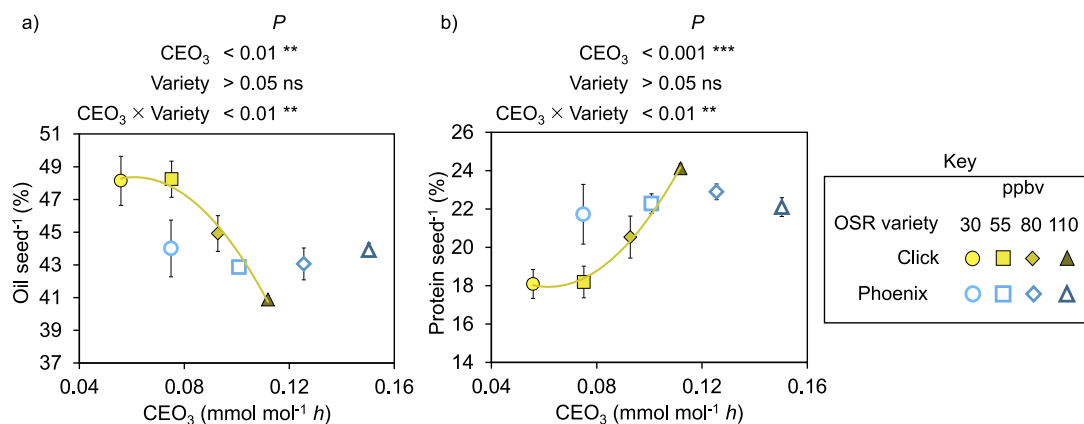 a)
P
CEO₃ < 0.01 **
Variety > 0.05 ns
CEO₃ × Variety < 0.01 **
51
49
47
45
43
41
39
37
Oil seed⁻¹ (%)
0.04 0.08 0.12 0.16
CEO₃ (mmol mol⁻¹ h)
b)
P
CEO₃ < 0.001 ***
Variety > 0.05 ns
CEO₃ × Variety < 0.01 **
26
24
22
20
18
16
14
Protein seed⁻¹ (%)
0.04 0.08 0.12 0.16
CEO₃ (mmol mol⁻¹ h)
Key
ppbv
OSR variety 30 55 80 110
Click
Phoenix